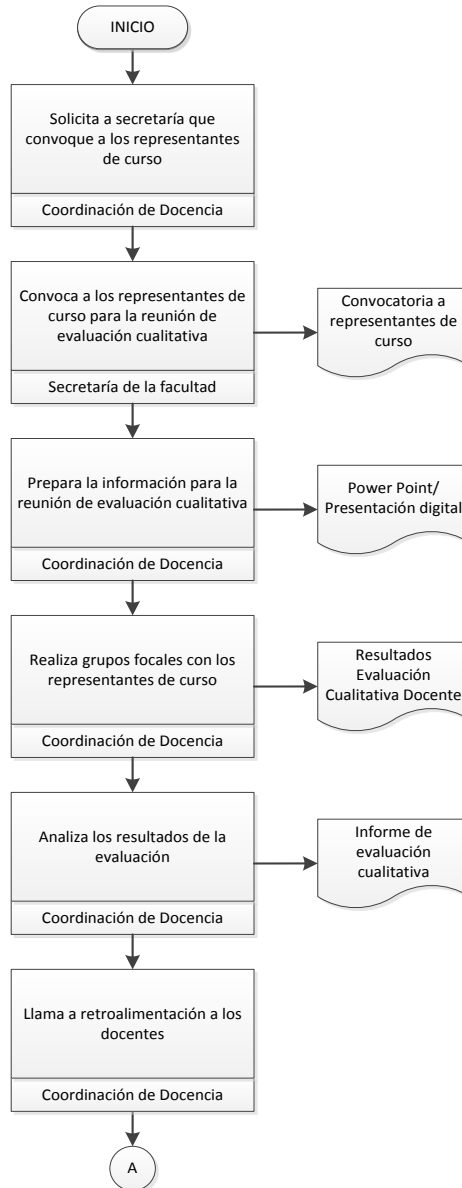 INICIO
Solicita a secretaría que
convoque a los representantes
de curso
Coordinación de Docencia
Convoca a los representantes de
curso para la reunión de
evaluación cualitativa
Secretaría de la facultad
Convocatoria a
representantes de
curso
Prepara la información para la
reunión de evaluación cualitativa
Coordinación de Docencia
Power Point/
Presentación digital
Realiza grupos focales con los
representantes de curso
Coordinación de Docencia
Resultados
Evaluación
Cualitativa Docente
Analiza los resultados de la
evaluación
Coordinación de Docencia
Informe de
evaluación
cualitativa
Llama a retroalimentación a los
docentes
Coordinación de Docencia
A